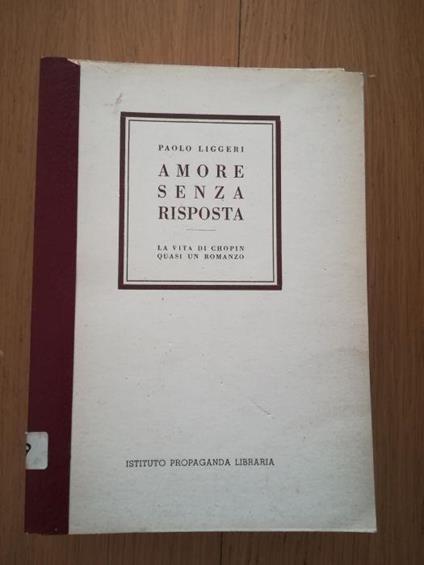 PAOLO LIGGERI
AMORE
SENZA
RISPOSTA
LA VITA DI CHOPIN
QUASI UN ROMANZO
ISTITUTO PROPAGANDA LIBRARIA